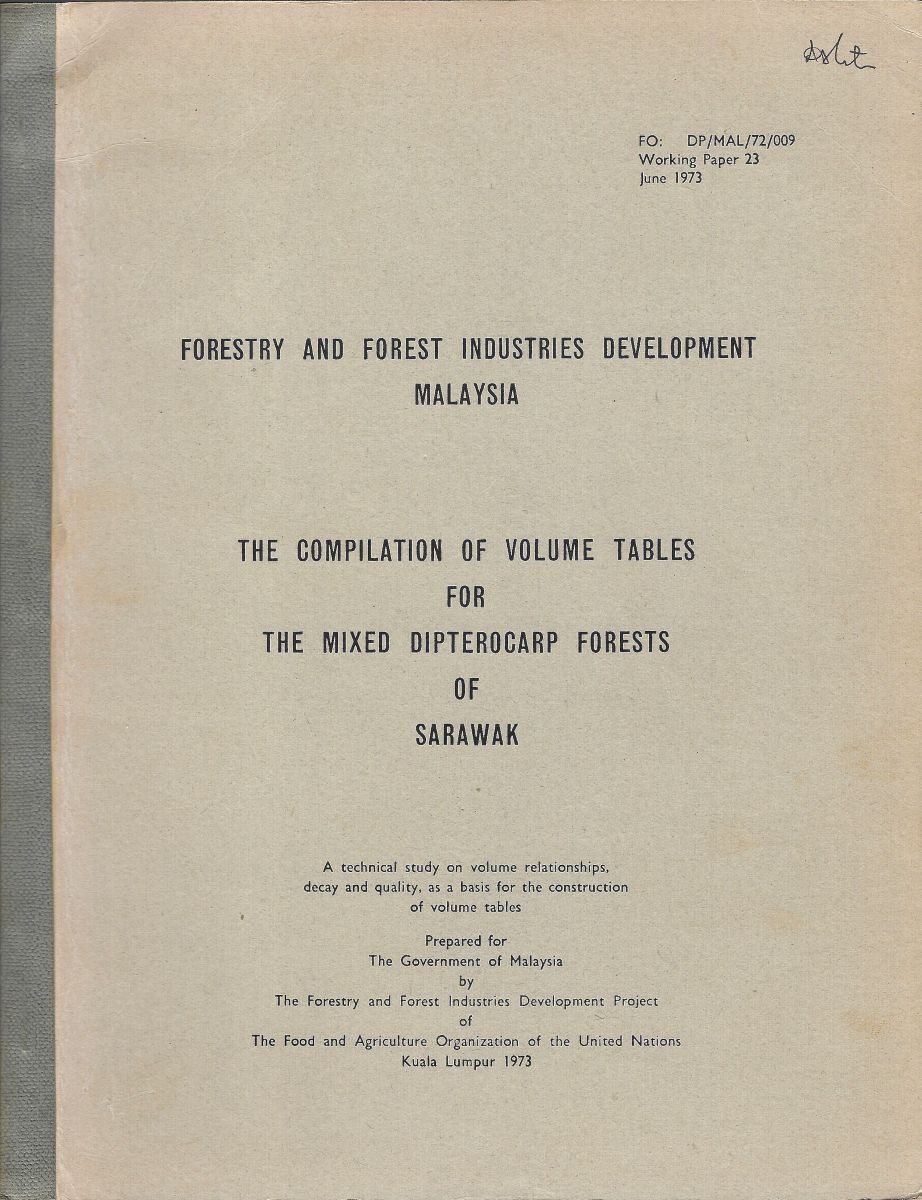 FO: DP/MAL/72/009
Working Paper 23
June 1973
FORESTRY AND FOREST INDUSTRIES DEVELOPMENT
MALAYSIA
THE COMPILATION OF VOLUME TABLES
FOR
THE MIXED DIPTEROCARP FORESTS
OF
SARAWAK
A technical study on volume relationships,
decay and quality, as a basis for the construction
of volume tables
Prepared for
The Government of Malaysia
by
The Forestry and Forest Industries Development Project
of
The Food and Agriculture Organization of the United Nations
Kuala Lumpur 1973